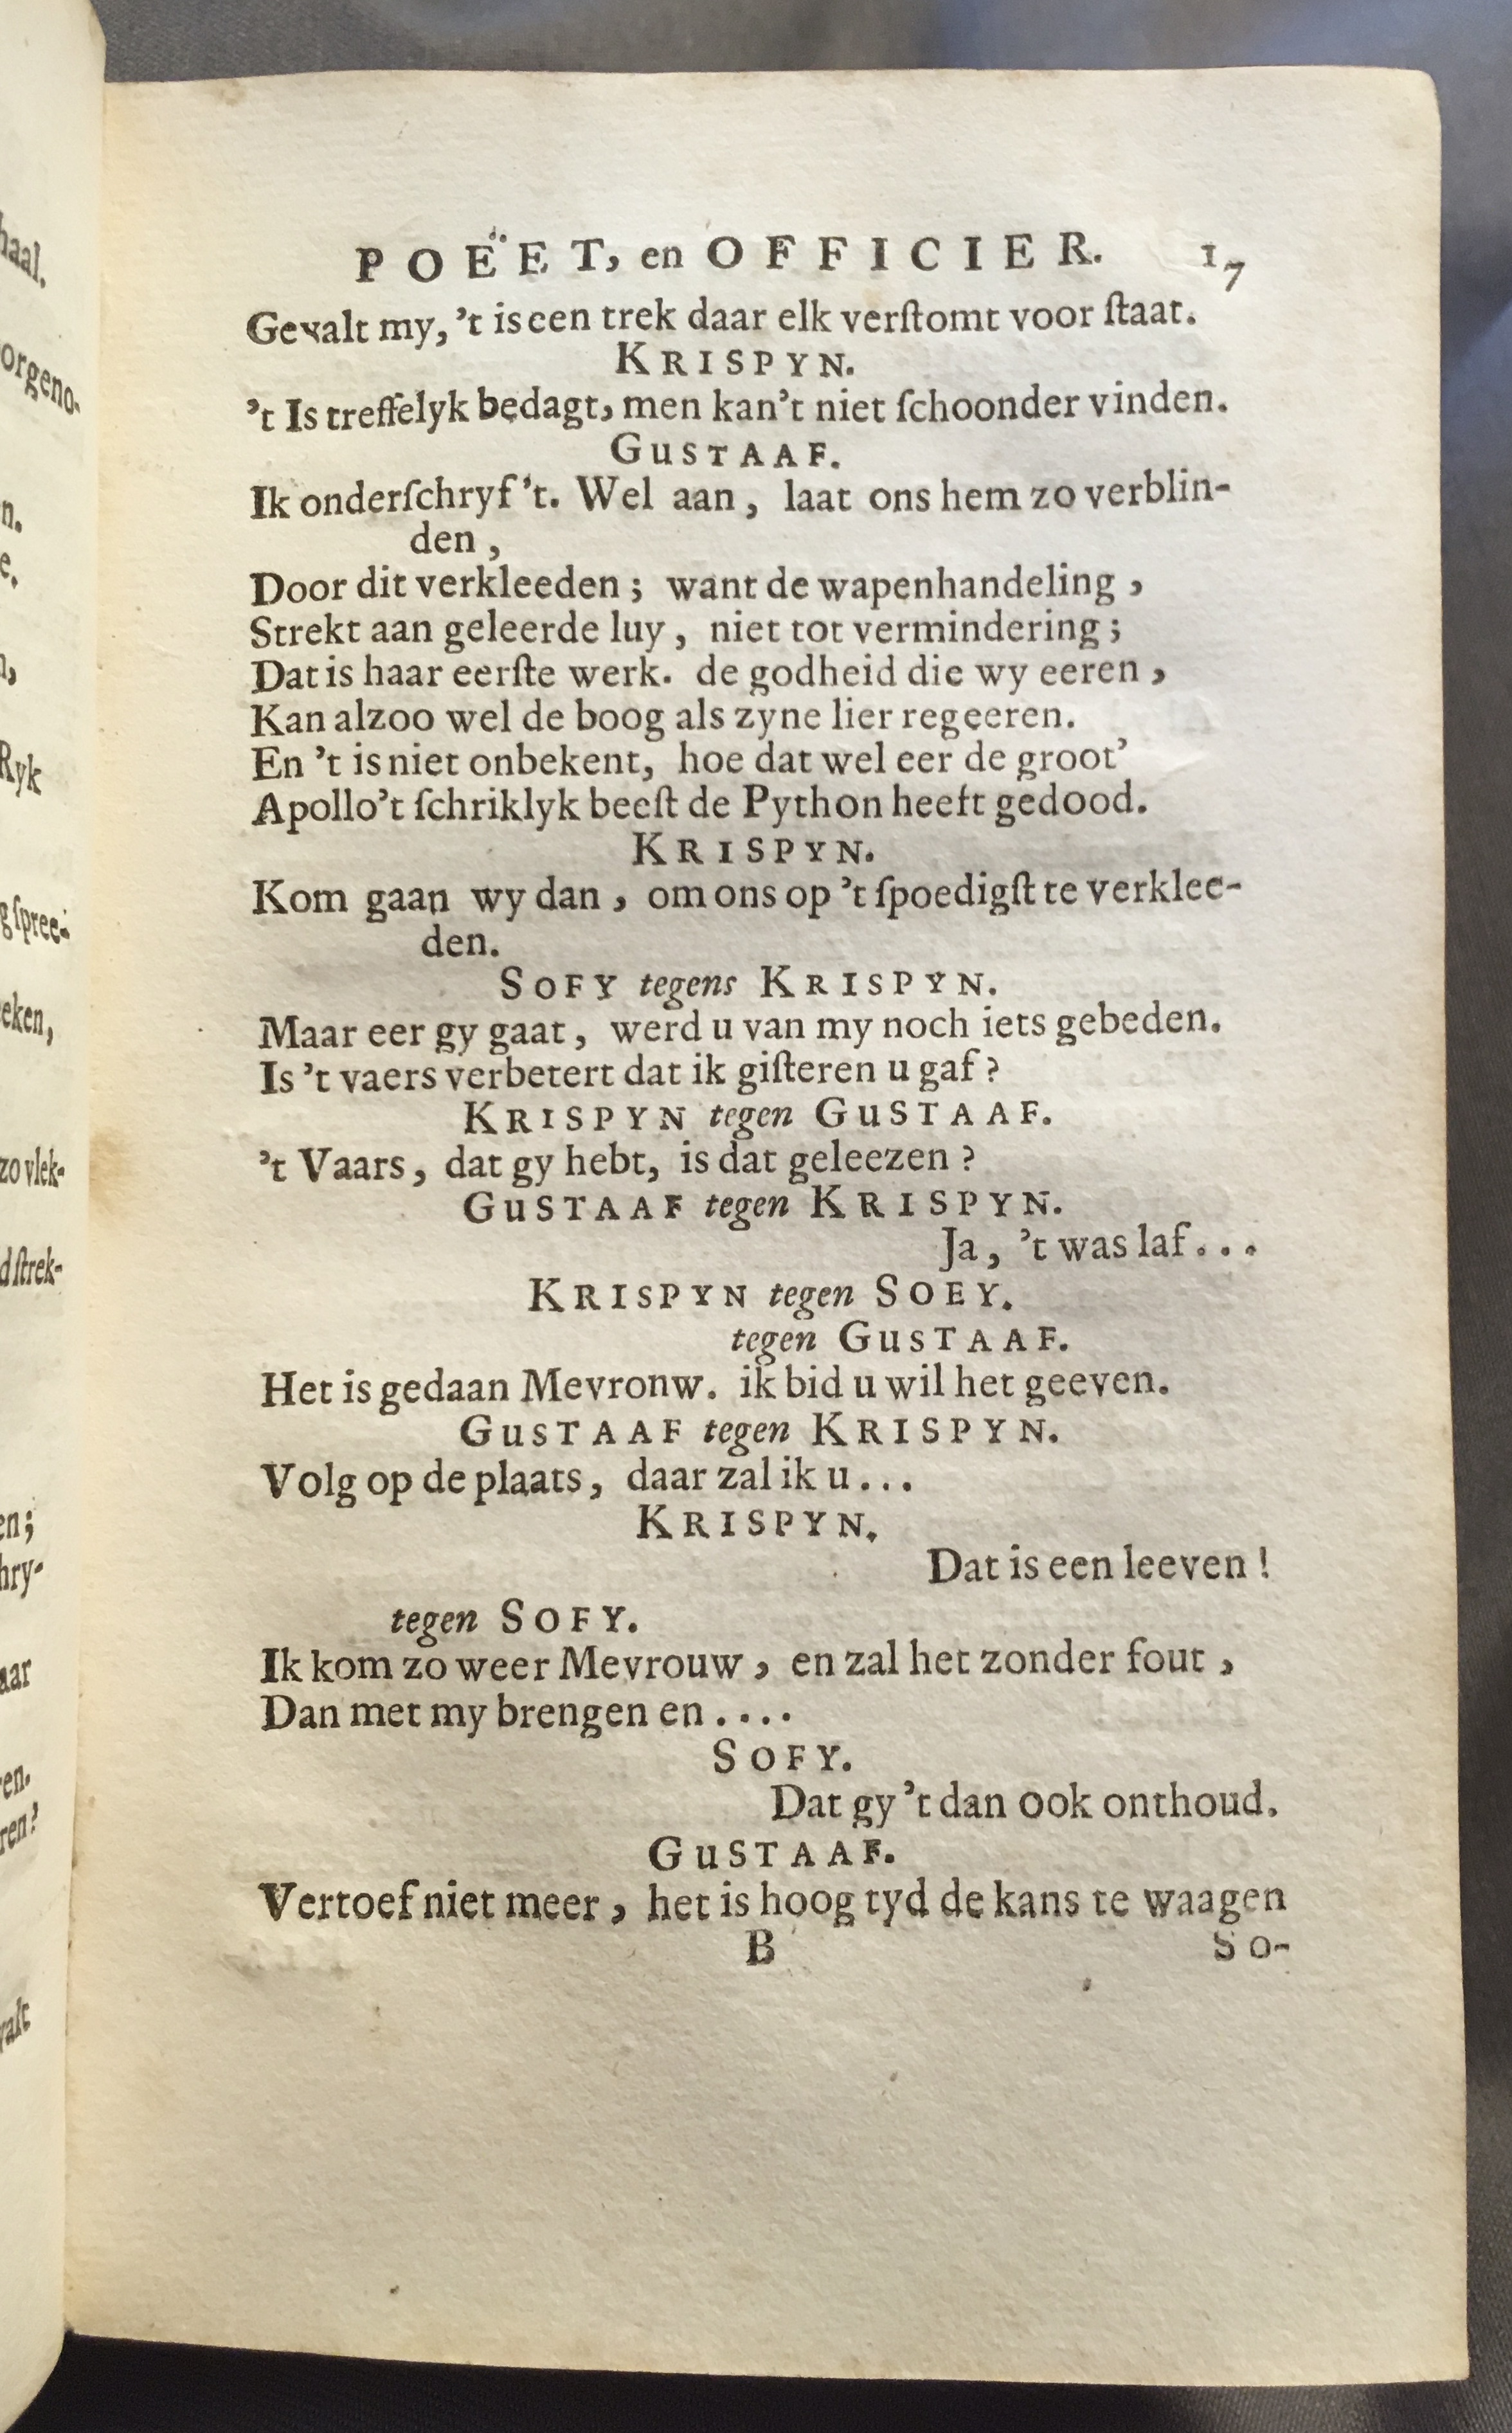 POËET, en OFFICIER. 17
Gevalt my, 't is een trek daar elk verſtomt voor ſtaat.
KRISPYN.
't Is treffelyk bedagt, men kan't niet ſchoonder vinden.
GUSTAAF.
Ik onderſchryf 't. Wel aan, laat ons hem zo verblin-
den,
Door dit verkleeden; want de wapenhandeling,
Strekt aan geleerde luy, niet tot vermindering;
Dat is haar eerſte werk. de godheid die wy eeren,
Kan alzoo wel de boog als zyne lier regeeren.
En 't is niet onbekent, hoe dat wel eer de groot'
Apollo 't ſchriklyk beeſt de Python heeft gedood.
KRISPYN.
Kom gaan wy dan, om ons op 't ſpoedigſt te verklee-
den.
SOFY tegens KRISPYN.
Maar eer gy gaat, werd u van my noch iets gebeden.
Is 't vaers verbetert dat ik giſteren u gaf?
KRISPYN tegen GUSTAAF.
't Vaars, dat gy hebt, is dat geleezen?
GUSTAAF tegen KRISPYN.
Ja, 't was laf...
KRISPYN tegen SOEY.
tegen GUSTAAF.
Het is gedaan Mevronw. ik bid u wil het geeven.
GUSTAAF tegen KRISPYN.
Volg op de plaats, daar zal ik u...
KRISPYN,
Dat is een leeven!
tegen SOFY.
Ik kom zo weer Mevrouw, en zal het zonder fout,
Dan met my brengen en....
SOFY.
Dat gy 't dan ook onthoud.
GUSTAAF.
Vertoef niet meer, het is hoog tyd de kans te waagen
B So-